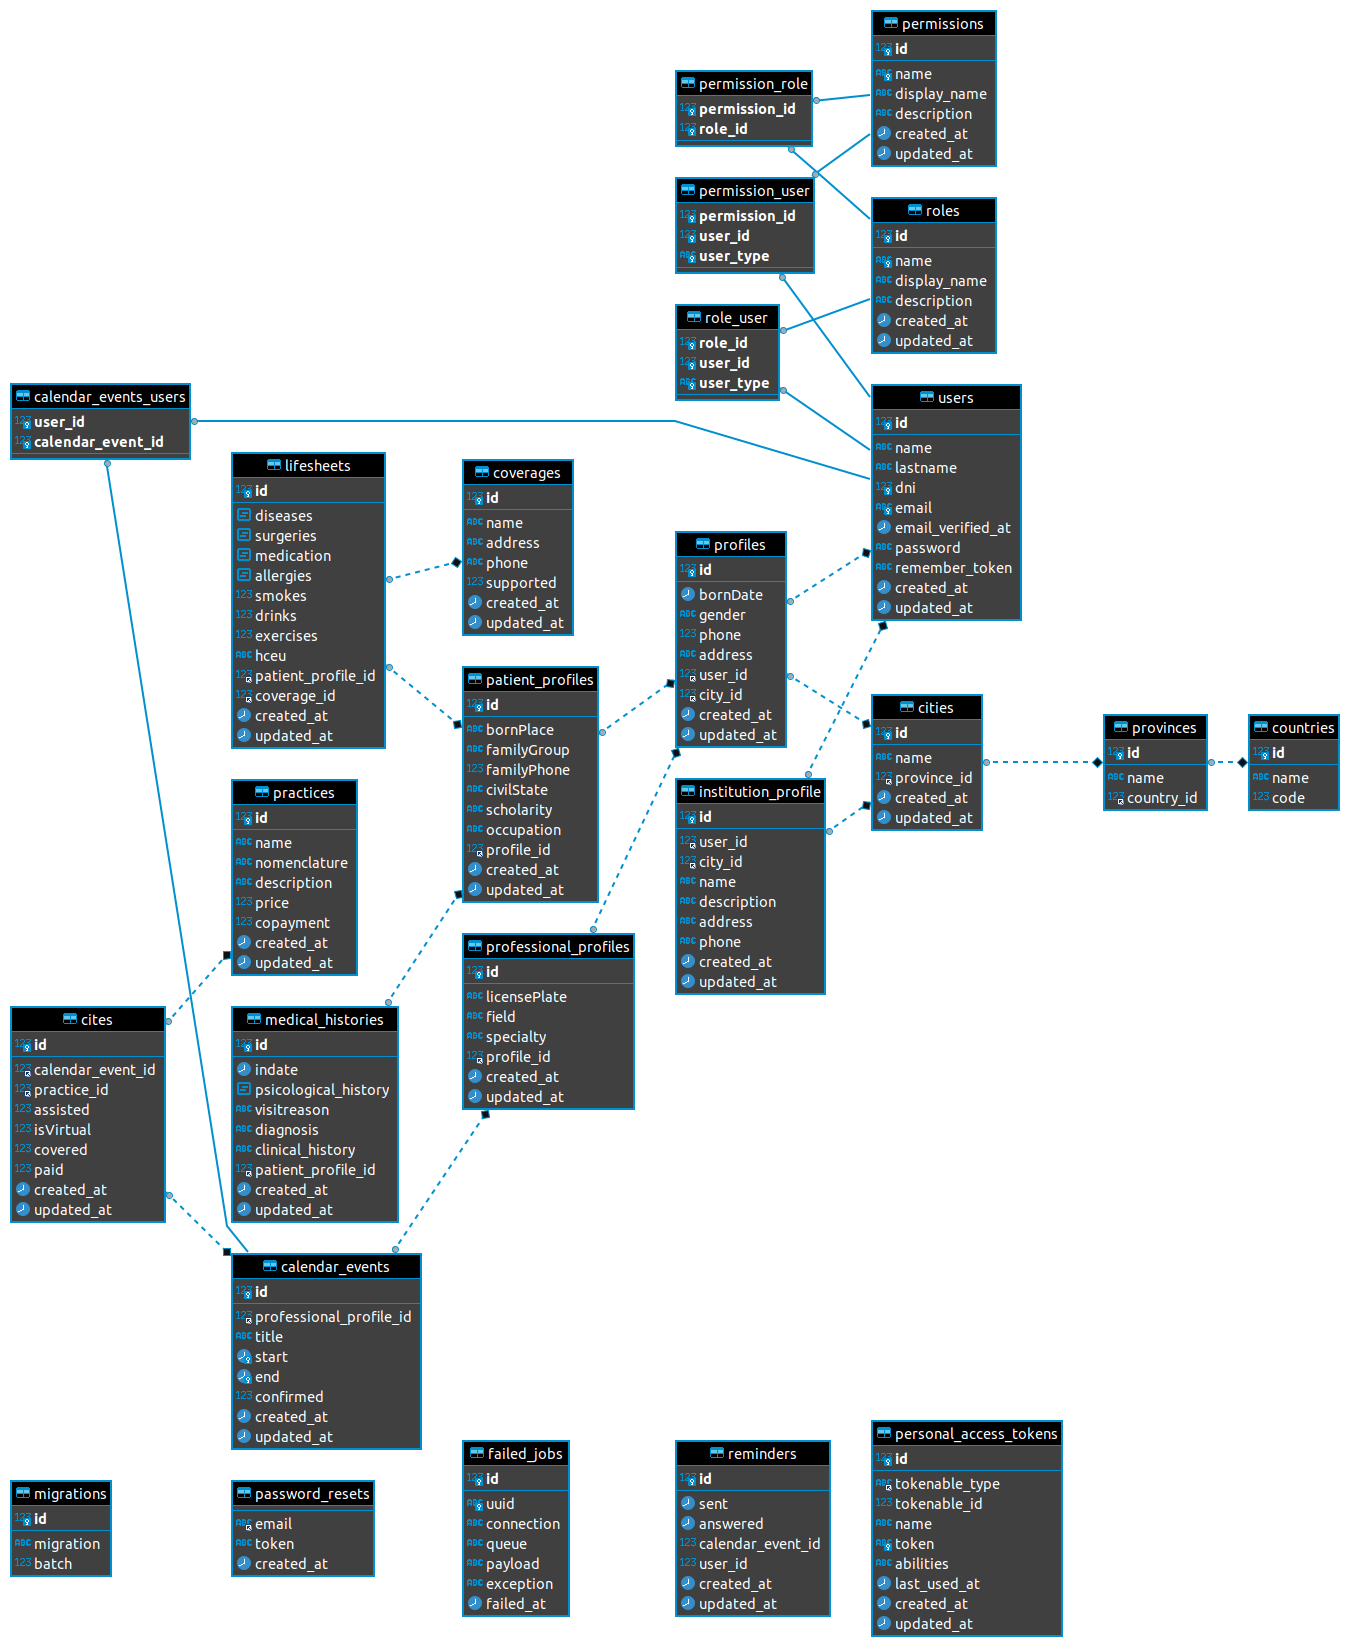 permissions
id
name
display_name
description
created_at
updated_at
permission_role
permission_id
role_id
permission_user
permission_id
user_id
user_type
roles
id
name
display_name
description
created_at
updated_at
role_user
role_id
user_id
user_type
users
id
name
lastname
dni
email
email_verified_at
password
remember_token
created_at
updated_at
calendar_events_users
user_id
calendar_event_id
lifesheets
id
diseases
surgeries
medication
allergies
smokes
drinks
exercises
hceu
patient_profile_id
coverage_id
created_at
updated_at
coverages
id
name
address
phone
supported
created_at
updated_at
profiles
id
bornDate
gender
phone
address
user_id
city_id
created_at
updated_at
patient_profiles
id
bornPlace
familyGroup
familyPhone
civilState
scholarity
occupation
profile_id
created_at
updated_at
cities
id
name
province_id
created_at
updated_at
provinces
id
name
country_id
countries
id
name
code
practices
id
name
nomenclature
description
price
copayment
created_at
updated_at
institution_profile
id
user_id
city_id
name
description
address
phone
created_at
updated_at
professional_profiles
id
licensePlate
field
specialty
profile_id
created_at
updated_at
cites
id
calendar_event_id
practice_id
assisted
isVirtual
covered
paid
created_at
updated_at
medical_histories
id
indate
psicological_history
visitreason
diagnosis
clinical_history
patient_profile_id
created_at
updated_at
calendar_events
id
professional_profile_id
title
start
end
confirmed
created_at
updated_at
migrations
id
migration
batch
password_resets
email
token
created_at
failed_jobs
id
uuid
connection
queue
payload
exception
failed_at
reminders
id
sent
answered
calendar_event_id
user_id
created_at
updated_at
personal_access_tokens
id
tokenable_type
tokenable_id
name
token
abilities
last_used_at
created_at
updated_at